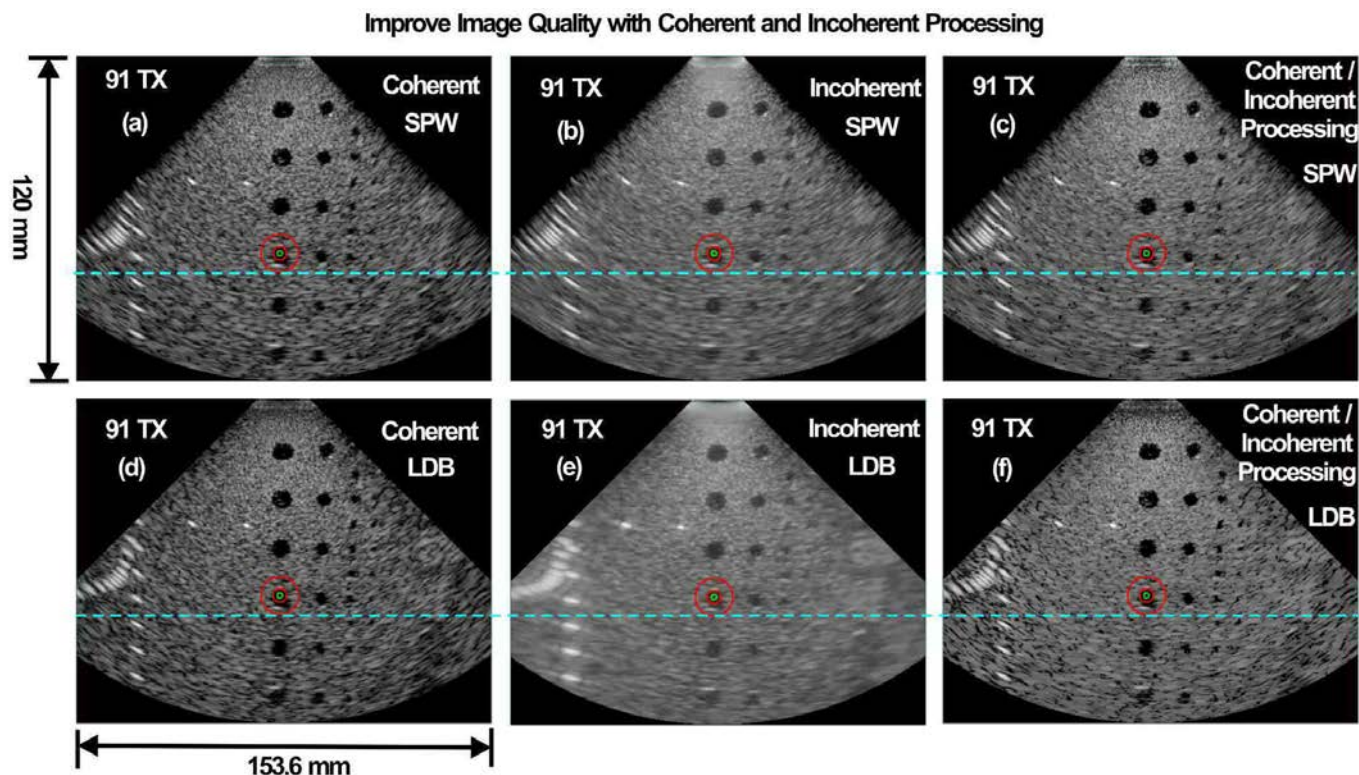 Improve Image Quality with Coherent and Incoherent Processing
91 TX
(a)
Coherent
SPW
91 TX
(b)
Incoherent
SPW
91 TX
(c)
Coherent /
Incoherent
Processing
SPW
120 mm
91 TX
(d)
Coherent
LDB
91 TX
(e)
Incoherent
LDB
91 TX
(f)
Coherent /
Incoherent
Processing
LDB
153.6 mm